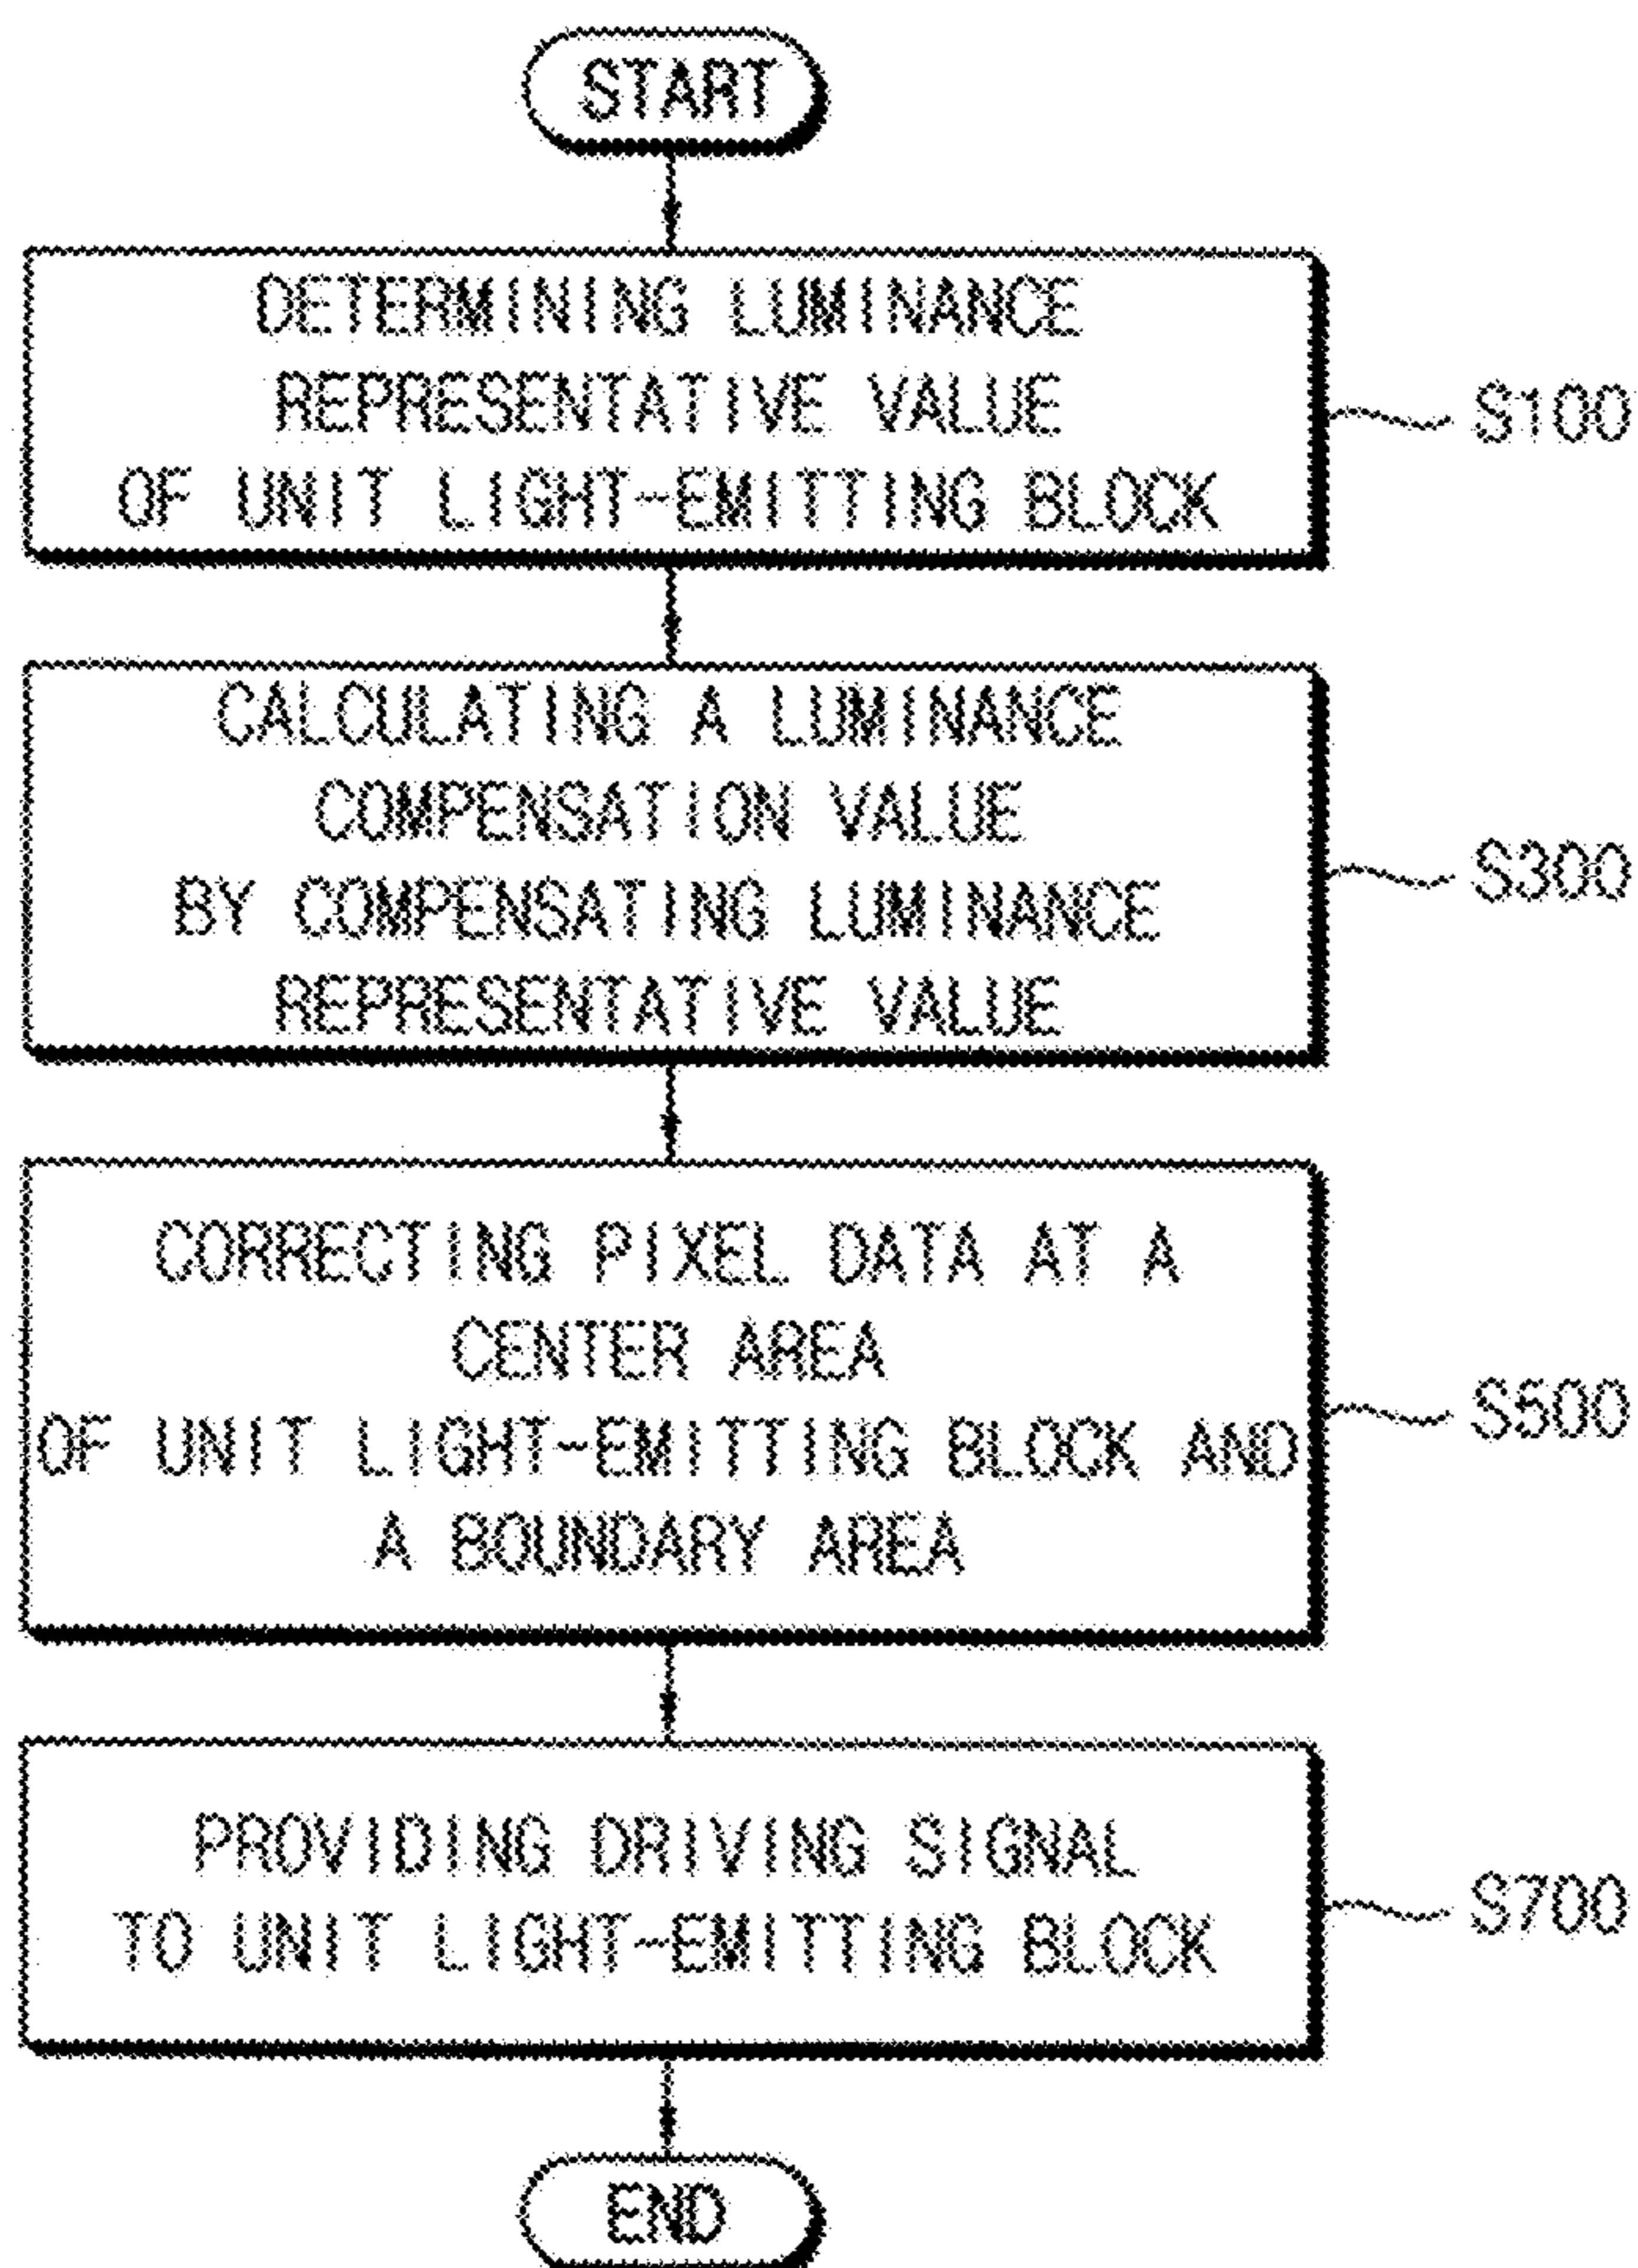 START
DETERMINING LUMINANCE
REPRESENTATIVE VALUE
OF UNIT LIGHT-EMITTING BLOCK
S100
CALCULATING A LUMINANCE
COMPENSATION VALUE
BY COMPENSATING LUMINANCE
REPRESENTATIVE VALUE
S300
CORRECTING PIXEL DATA AT A
CENTER AREA
OF UNIT LIGHT-EMITTING BLOCK AND
A BOUNDARY AREA
S500
PROVIDING DRIVING SIGNAL
TO UNIT LIGHT-EMITTING BLOCK
S700
END